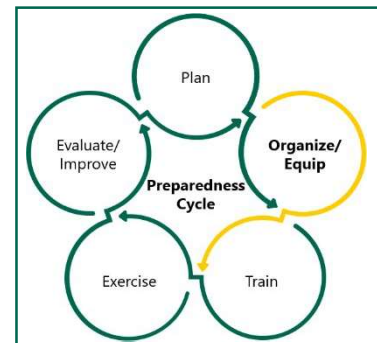 Plan
Organize/
Equip
Train
Exercise
Evaluate/
Improve
Preparedness
Cycle